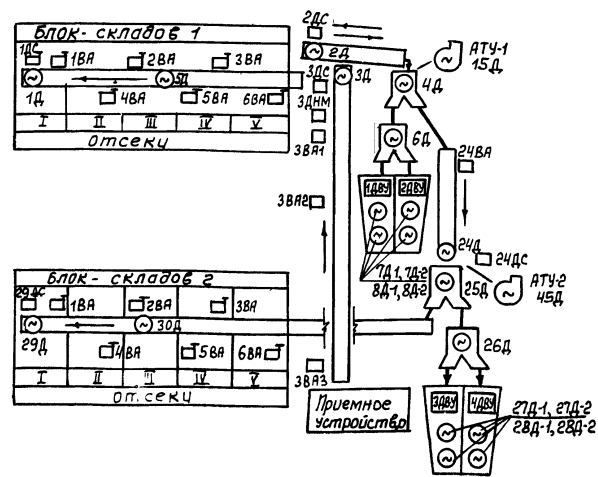 БЛОК- СКЛАДОВ 1
1ДС
1ВА
2ВА
3ВА
5Д
1Д
4ВА
5ВА
6ВА
I II III IV V
ОТСЕКИ
2ДС
2Д
3ДС
3Д
3ДНМ
3ВА1
3ВА2
АТУ-1
15Д
4Д
6Д
24ВА
1ДВУ
2ДВУ
24Д
24ДС
7Д1, 7Д-2
8Д-1, 8Д-2
25Д
АТУ-2
45Д
БЛОК- СКЛАДОВ 2
29ДС
1ВА
2ВА
3ВА
30Д
29Д
4ВА
5ВА
6ВА
I II III IV V
ОТСЕКИ
3ВА3
Приемное
устройство
26Д
3ДВУ
4ДВУ
27Д-1, 27Д-2
28Д-1, 28Д-2